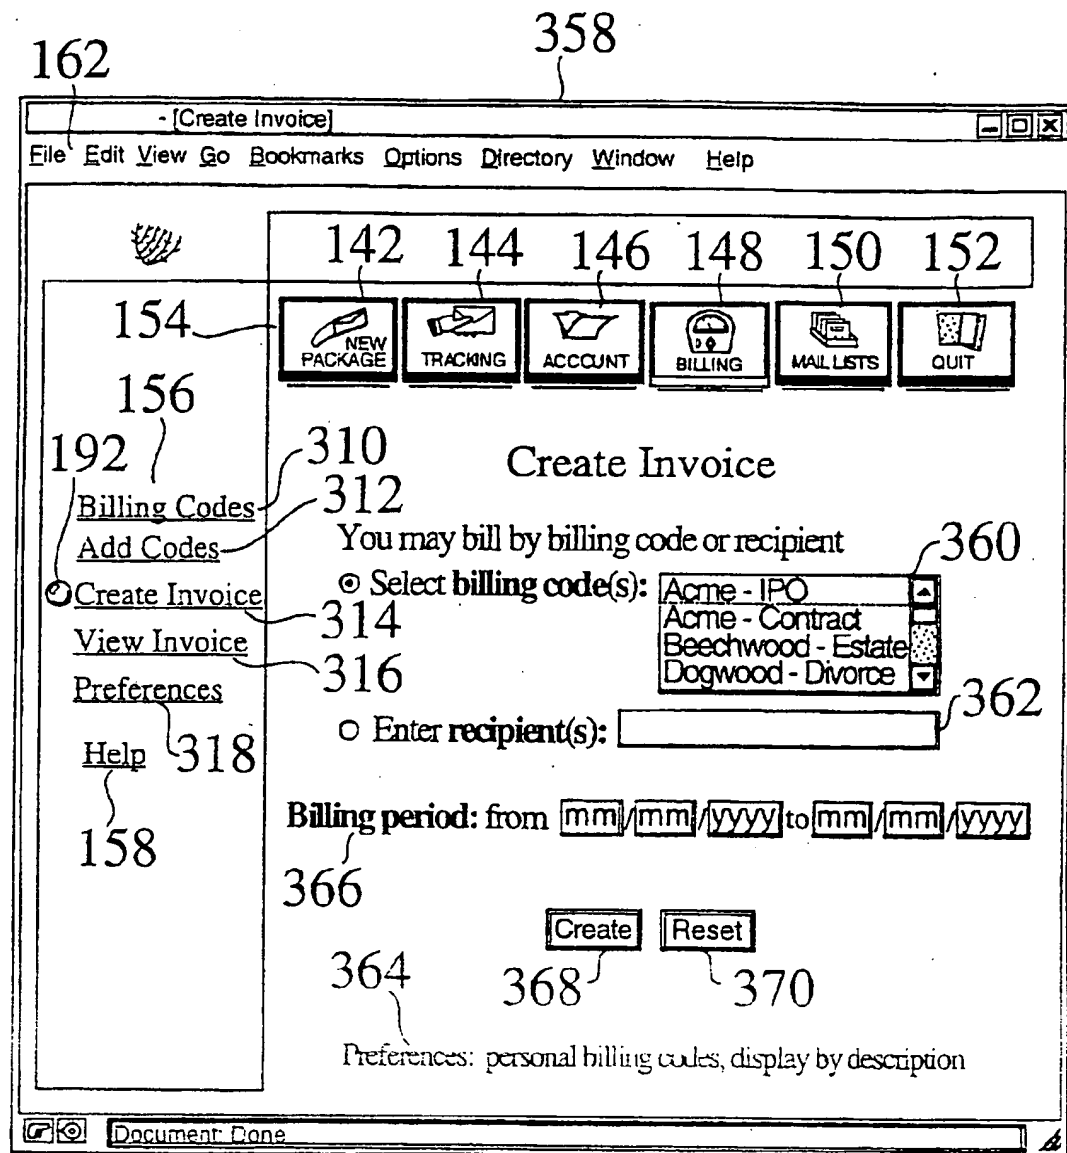 358
162
- [Create Invoice]
File Edit View Go Bookmarks Options Directory Window Help
142 144 146 148 150 152
154
NEW PACKAGE
TRACKING
ACCOUNT
BILLING
MAIL LISTS
QUIT
156
192
310
Create Invoice
Billing Codes
312
Add Codes
You may bill by billing code or recipient
360
Create Invoice
Select billing code(s):
Acme - IPO
Acme - Contract
Beechwood - Estate
Dogwood - Divorce
314
View Invoice
316
Preferences
362
Enter recipient(s):
Help
318
158
Billing period: from mm/mm/yyyy to mm/mm/yyyy
366
Create Reset
364
368
370
Preferences: personal billing codes, display by description
Document: Done